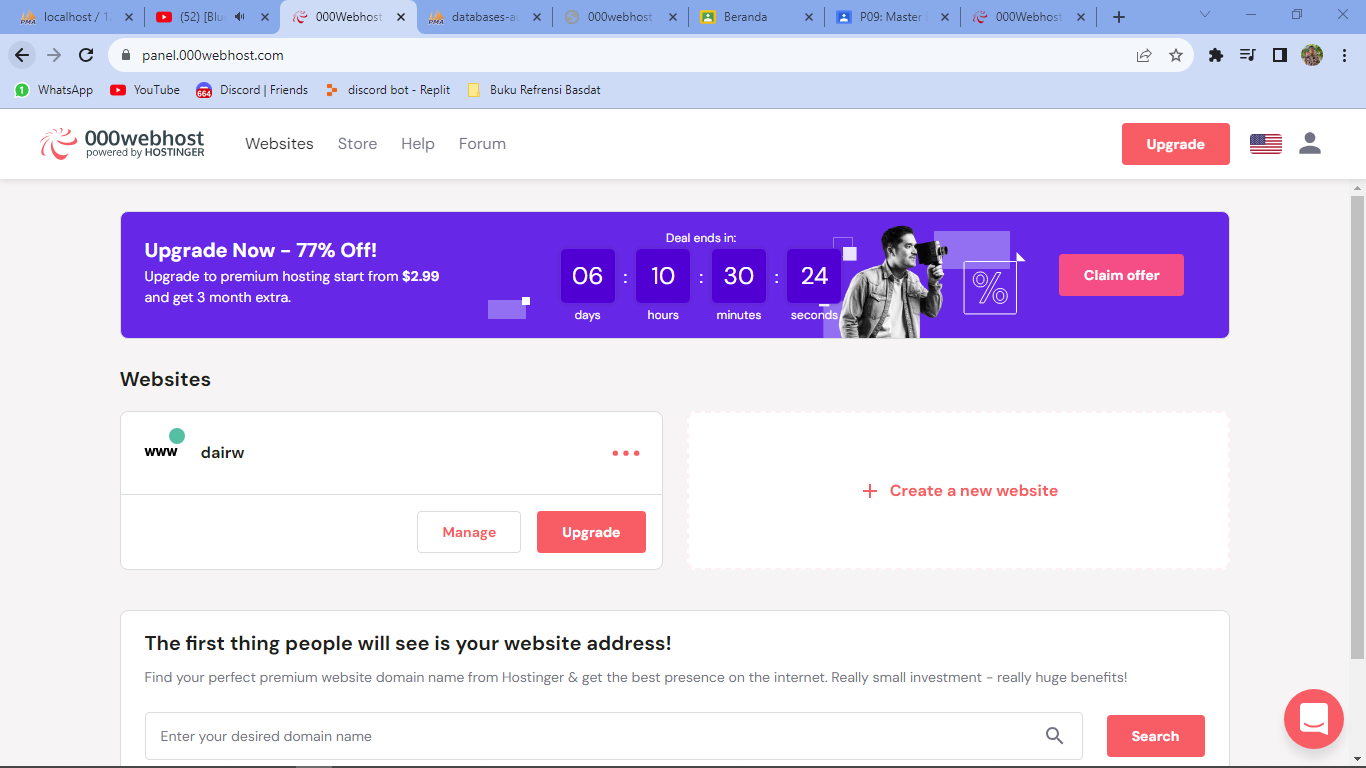 localhost / 1
(52) [Blu
000Webhost
databases-au
000webhost
Beranda
P09: Master
000Webhost
panel.000webhost.com
1 WhatsApp
YouTube
664 Discord | Friends
discord bot - Replit
Buku Refrensi Basdat
000webhost
powered by HOSTINGER
Websites
Store
Help
Forum
Upgrade
Upgrade Now - 77% Off!
Upgrade to premium hosting start from $2.99
and get 3 month extra.
Deal ends in:
06 : 10 : 30 : 24
days hours minutes seconds
%
Claim offer
Websites
www
dairw
Manage
Upgrade
+ Create a new website
The first thing people will see is your website address!
Find your perfect premium website domain name from Hostinger & get the best presence on the internet. Really small investment - really huge benefits!
Enter your desired domain name
Search